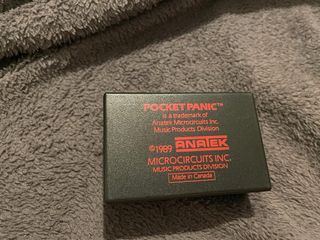 POCKET PANIC™
is a trademark of
Anatek Microcircuits Inc.
Music Products Division
©1989 ANATEK
MICROCIRCUITS INC.
MUSIC PRODUCTS DIVISION
Made in Canada